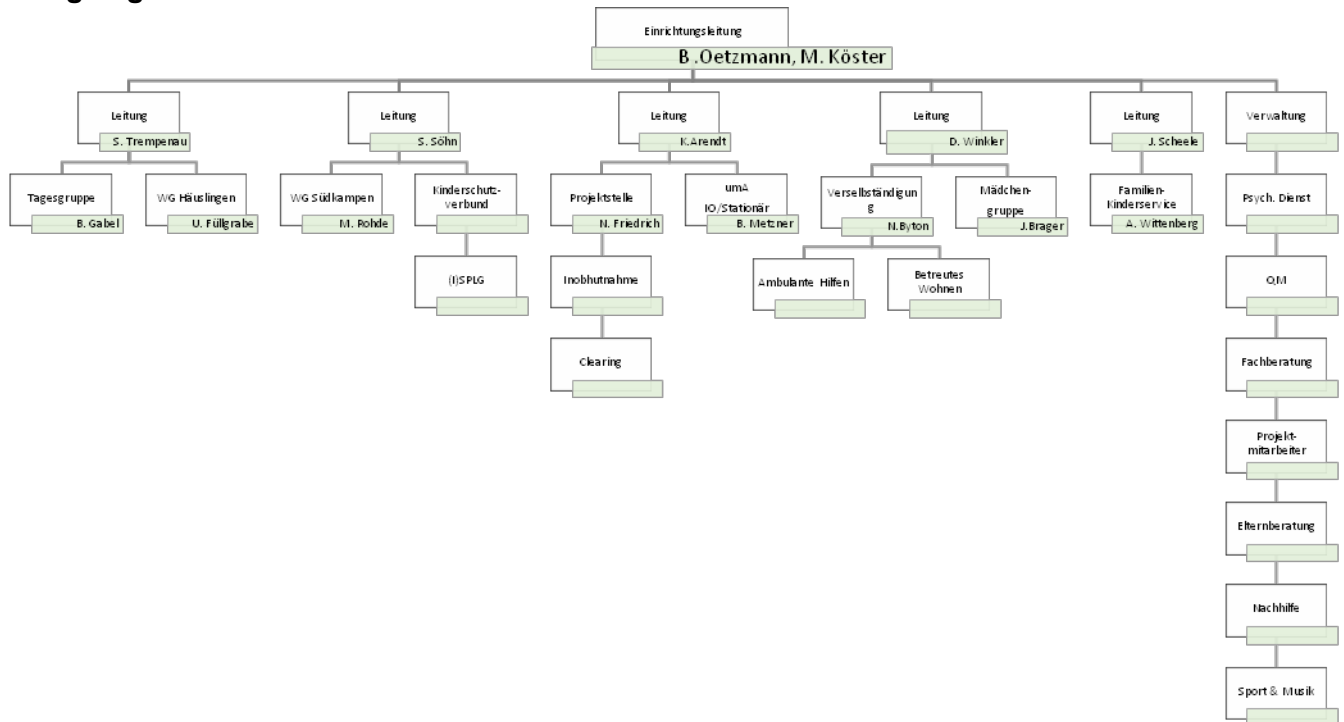 Einrichtungsleitung
B .Oetzmann, M. Köster
Leitung
S. Trempenau
Leitung
S. Söhn
Leitung
K.Arendt
Leitung
D. Winkler
Leitung
J. Scheele
Verwaltung
Tagesgruppe
B. Gabel
WG Häuslingen
U. Füllgrabe
WG Südkampen
M. Rohde
Kinderschutz-
verbund
Projektstelle
N. Friedrich
umA
IO/Stationär
B. Metzner
Verselbständigun
g
N.Byton
Mädchen-
gruppe
J.Brager
Familien-
Kinderservice
A. Wittenberg
Psych. Dienst
(I)SPLG
Inobhutnahme
Ambulante Hilfen
Betreutes
Wohnen
QM
Clearing
Fachberatung
Projekt-
mitarbeiter
Elternberatung
Nachhilfe
Sport & Musik